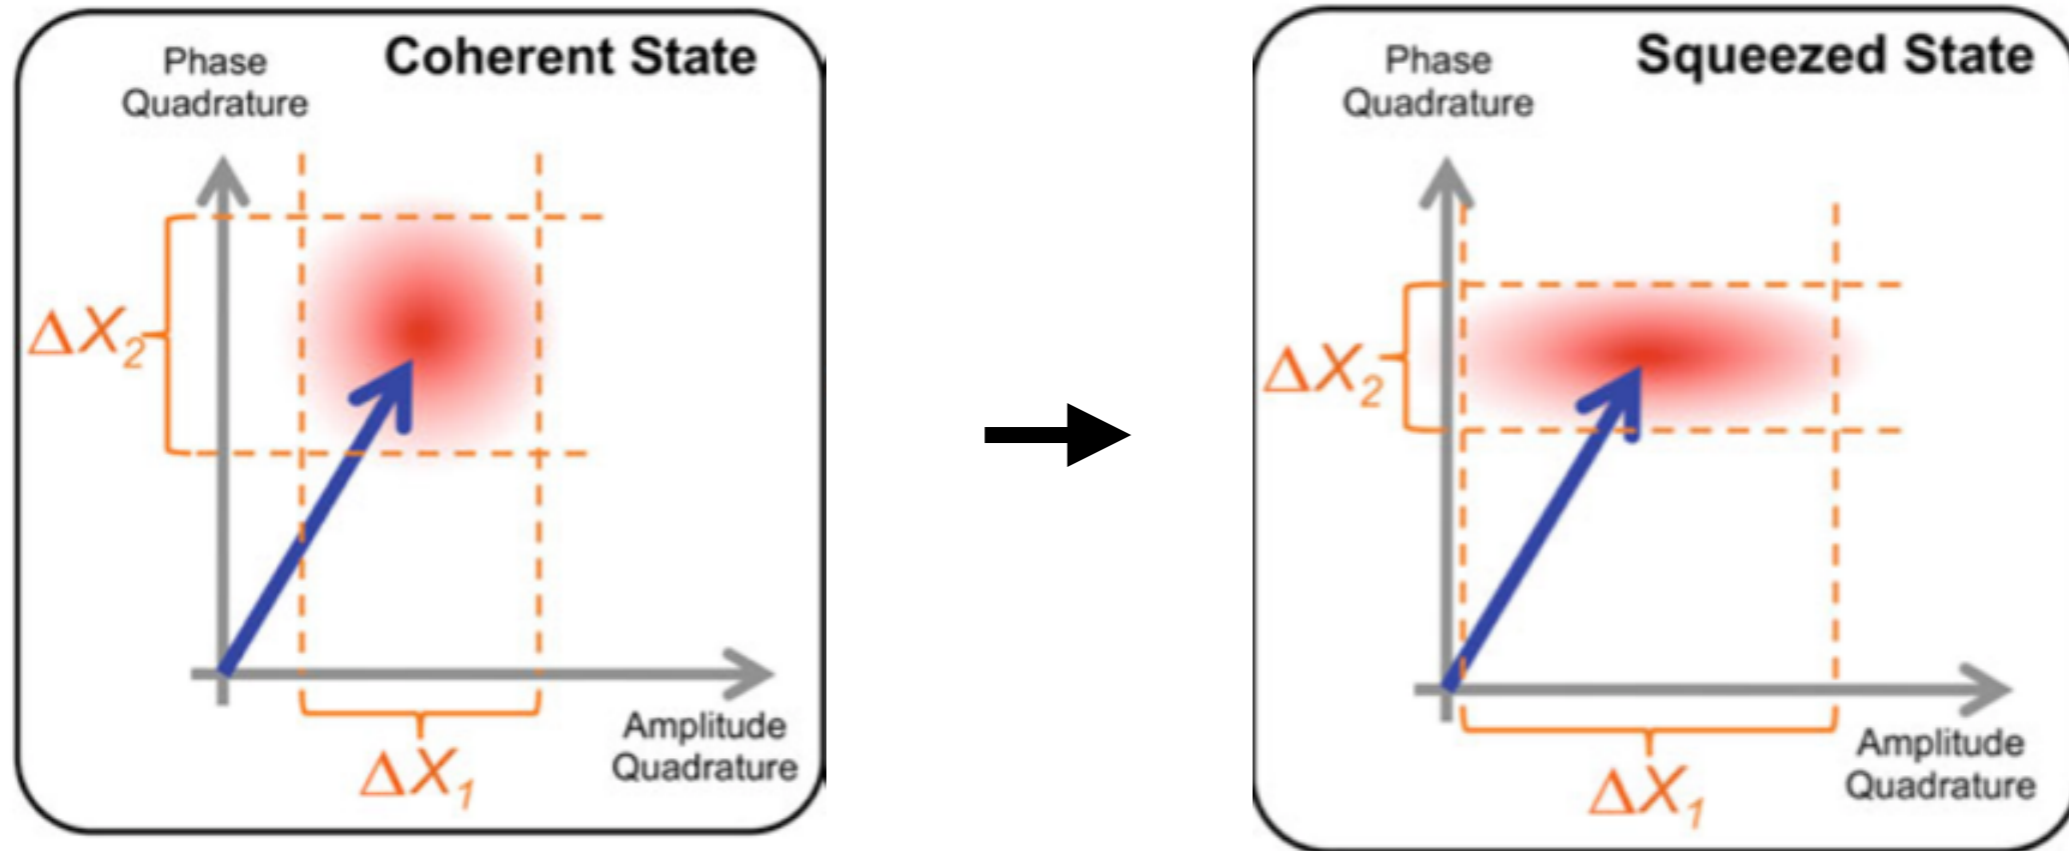 Coherent State
Phase
Quadrature
ΔX₂
Amplitude
Quadrature
ΔX₁
Squeezed State
Phase
Quadrature
ΔX₂
Amplitude
Quadrature
ΔX₁